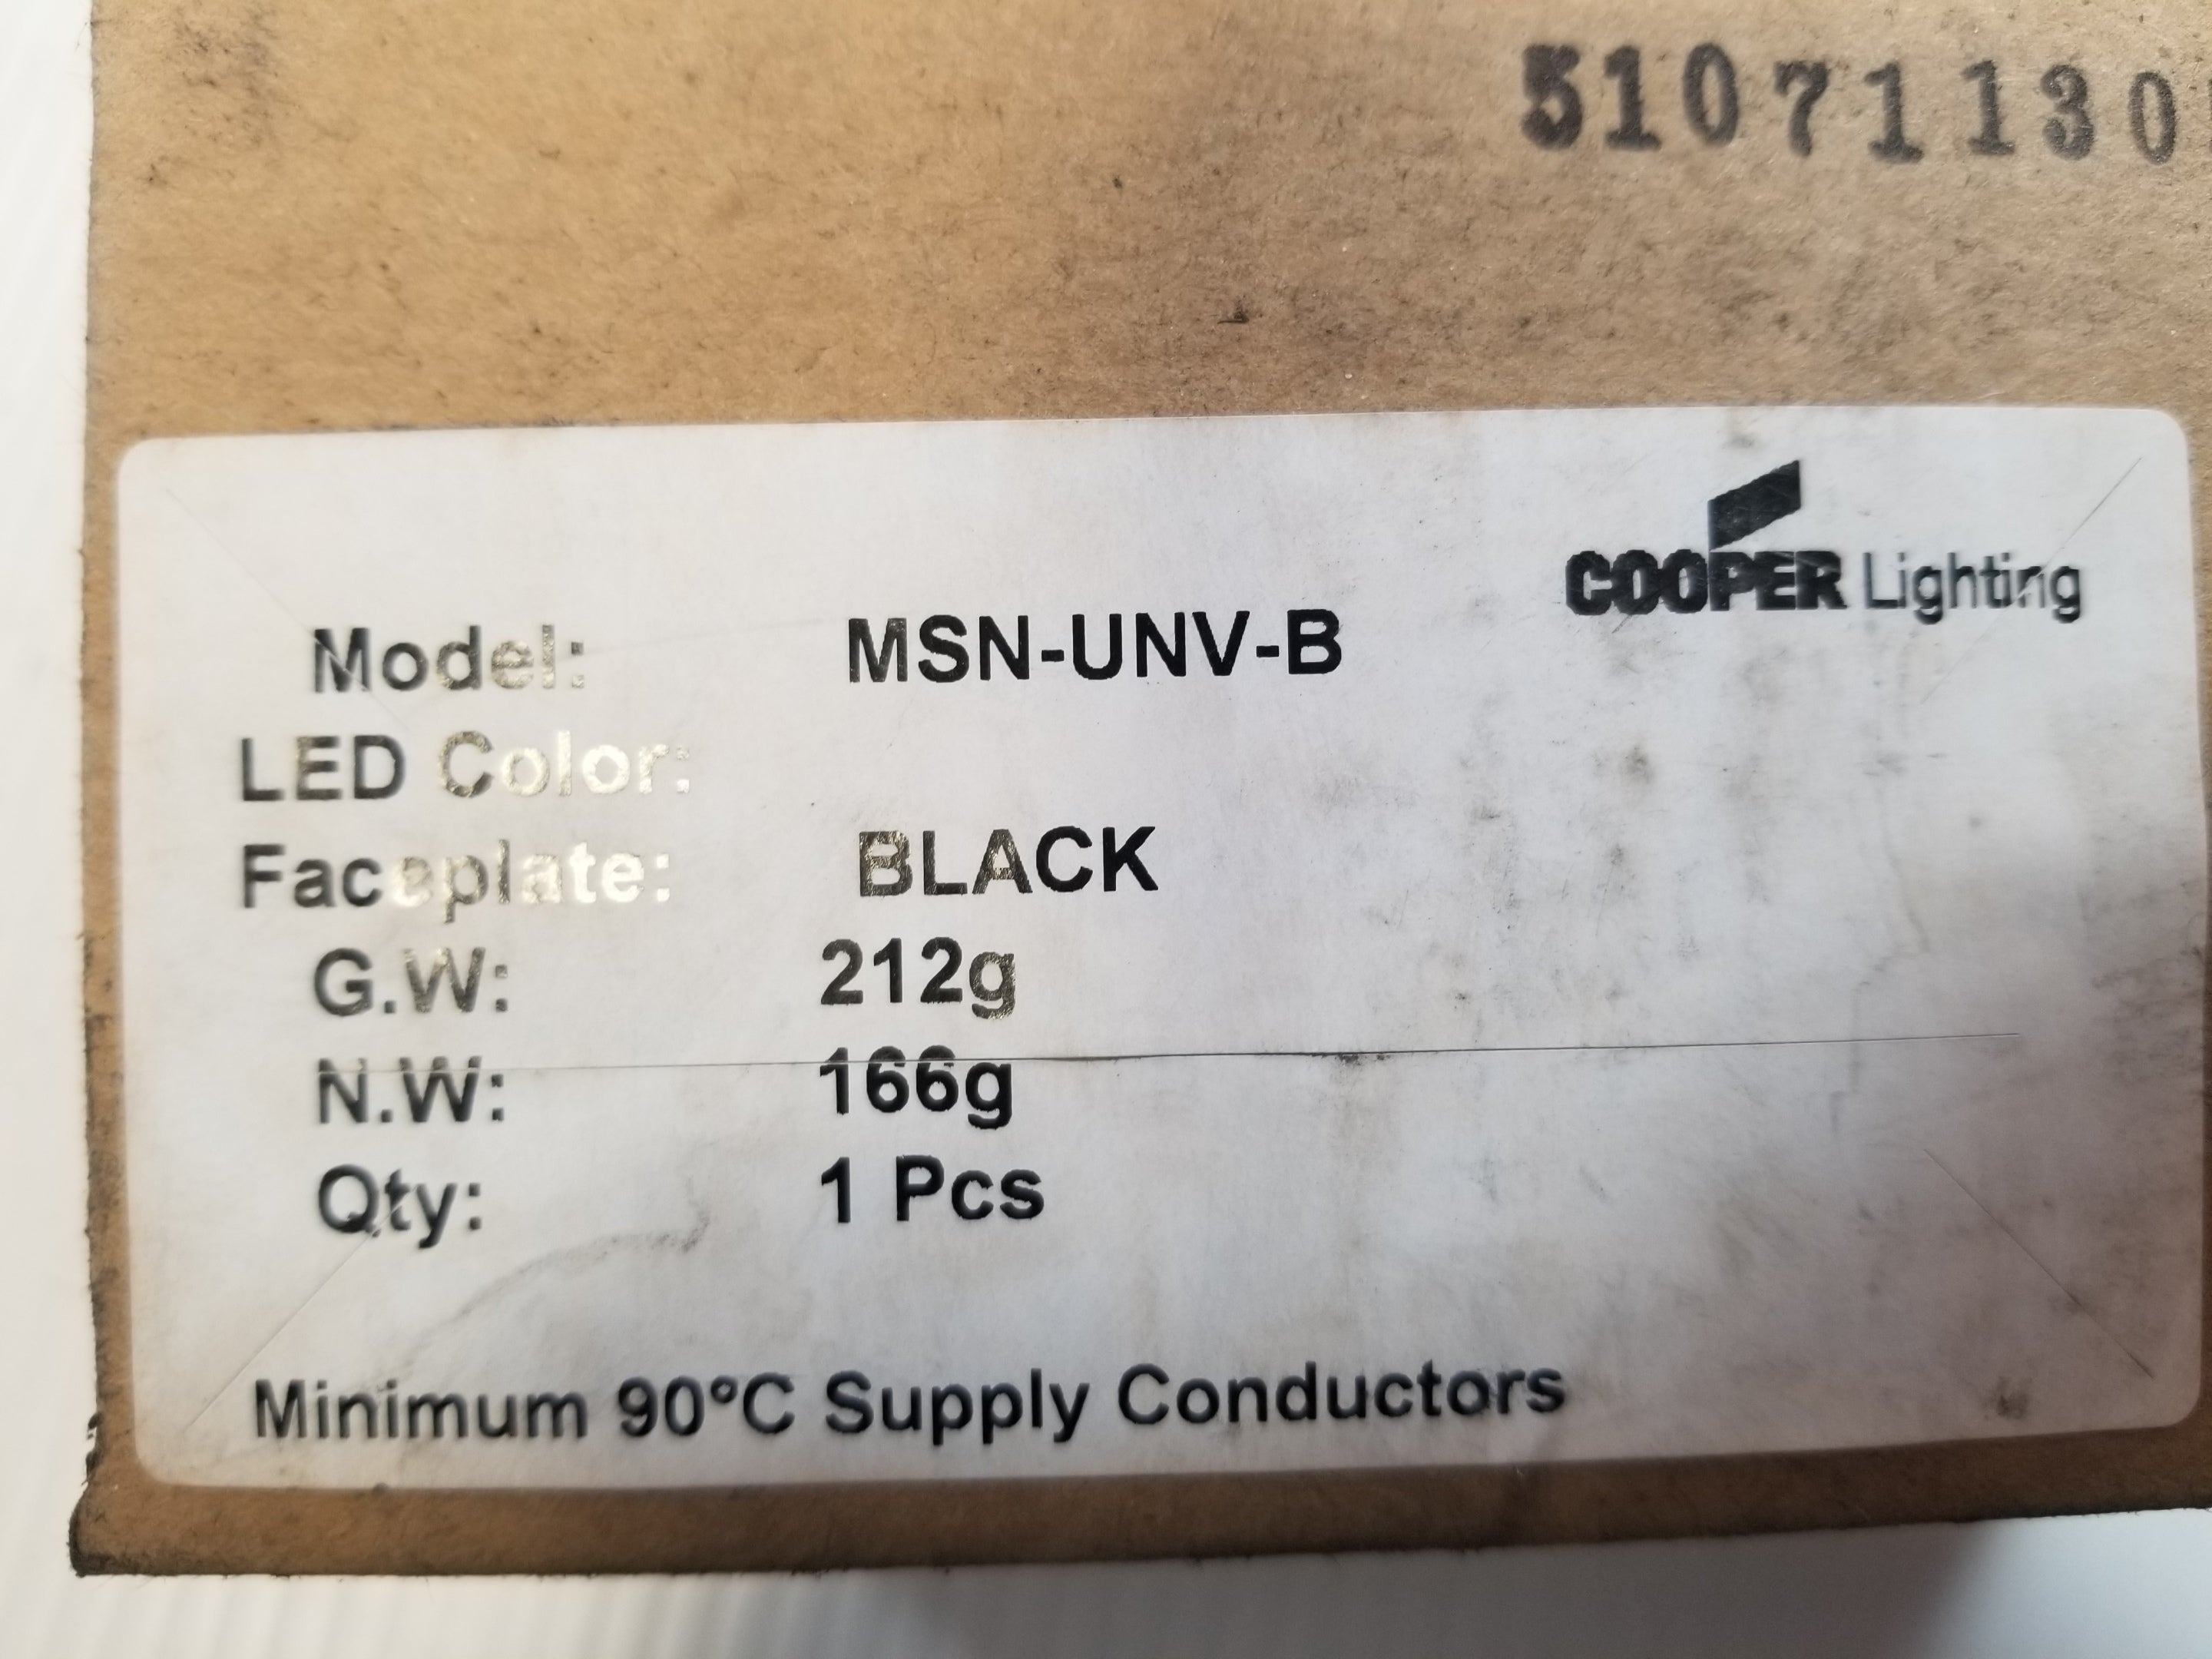 51071130
COOPER Lighting
Model: MSN-UNV-B
LED Color:
Faceplate: BLACK
G.W: 212g
N.W: 166g
Qty: 1 Pcs
Minimum 90°C Supply Conductors